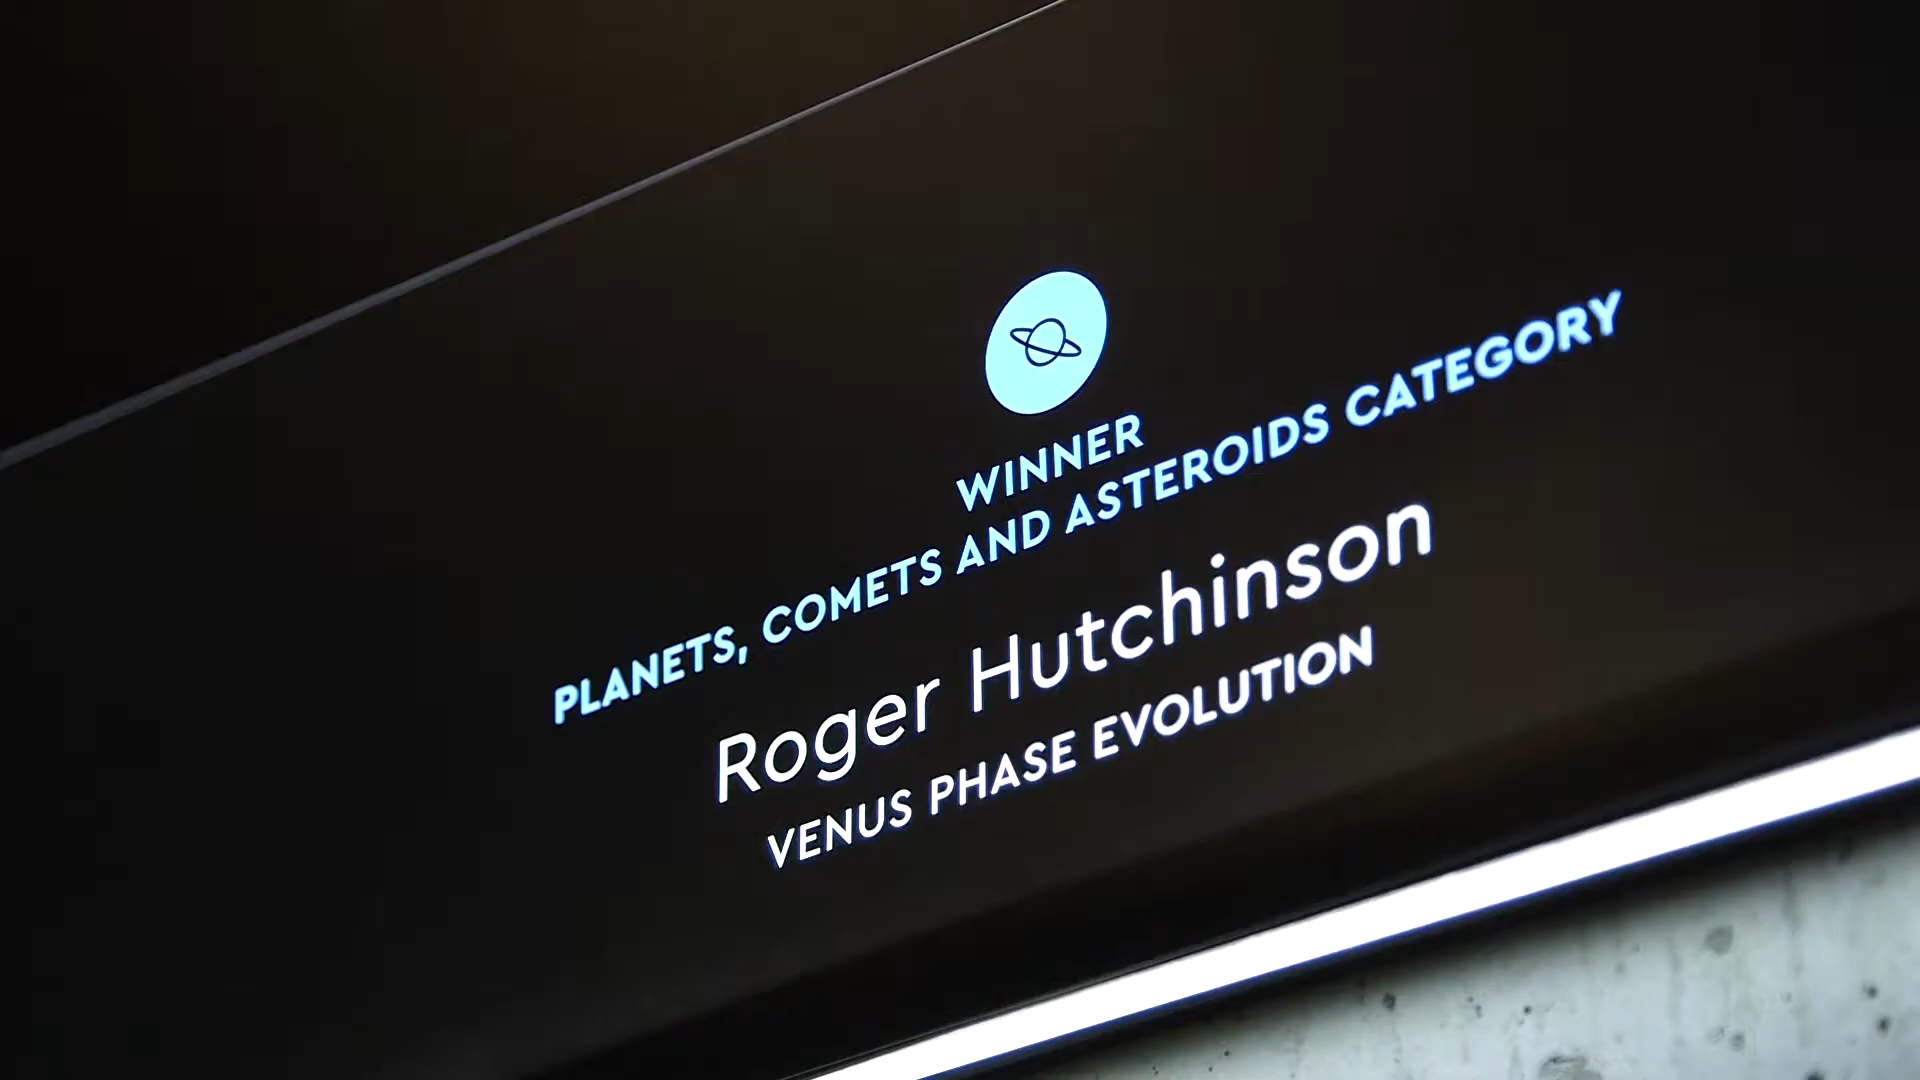 WINNER
PLANETS, COMETS AND ASTEROIDS CATEGORY
Roger Hutchinson
VENUS PHASE EVOLUTION